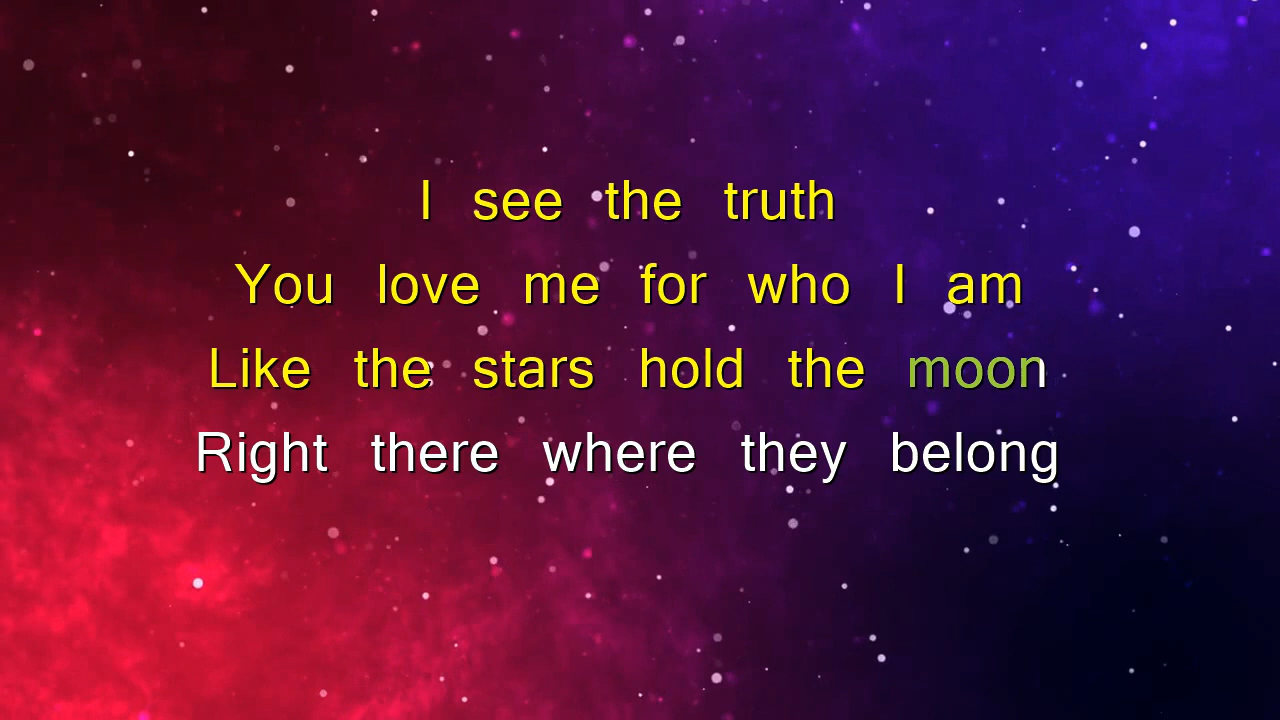 I see the truth
You love me for who I am
Like the stars hold the moon
Right there where they belong